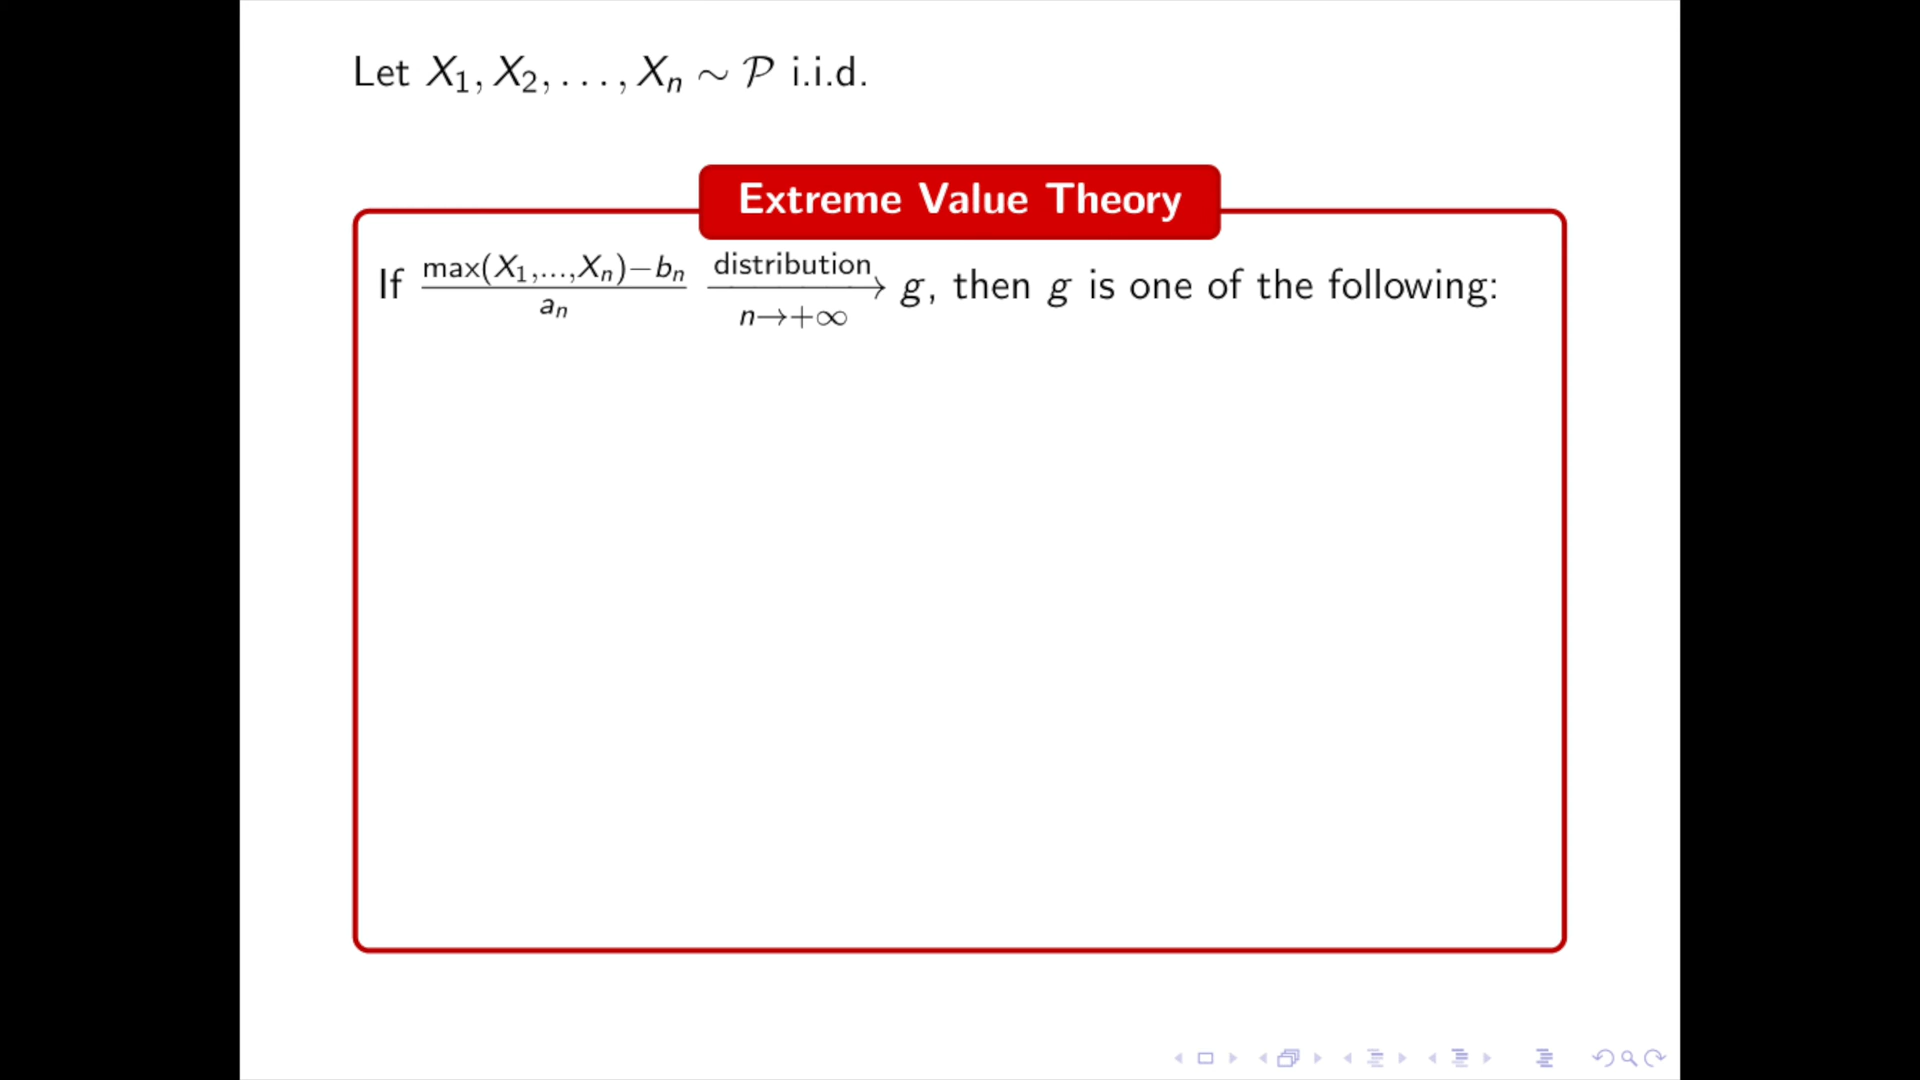 Let X₁, X₂, . . . , Xₙ ∼ 𝒫 i.i.d.
Extreme Value Theory
If (max(X₁,...,Xₙ)−bₙ)/aₙ distribution→ n→+∞ g, then g is one of the following: